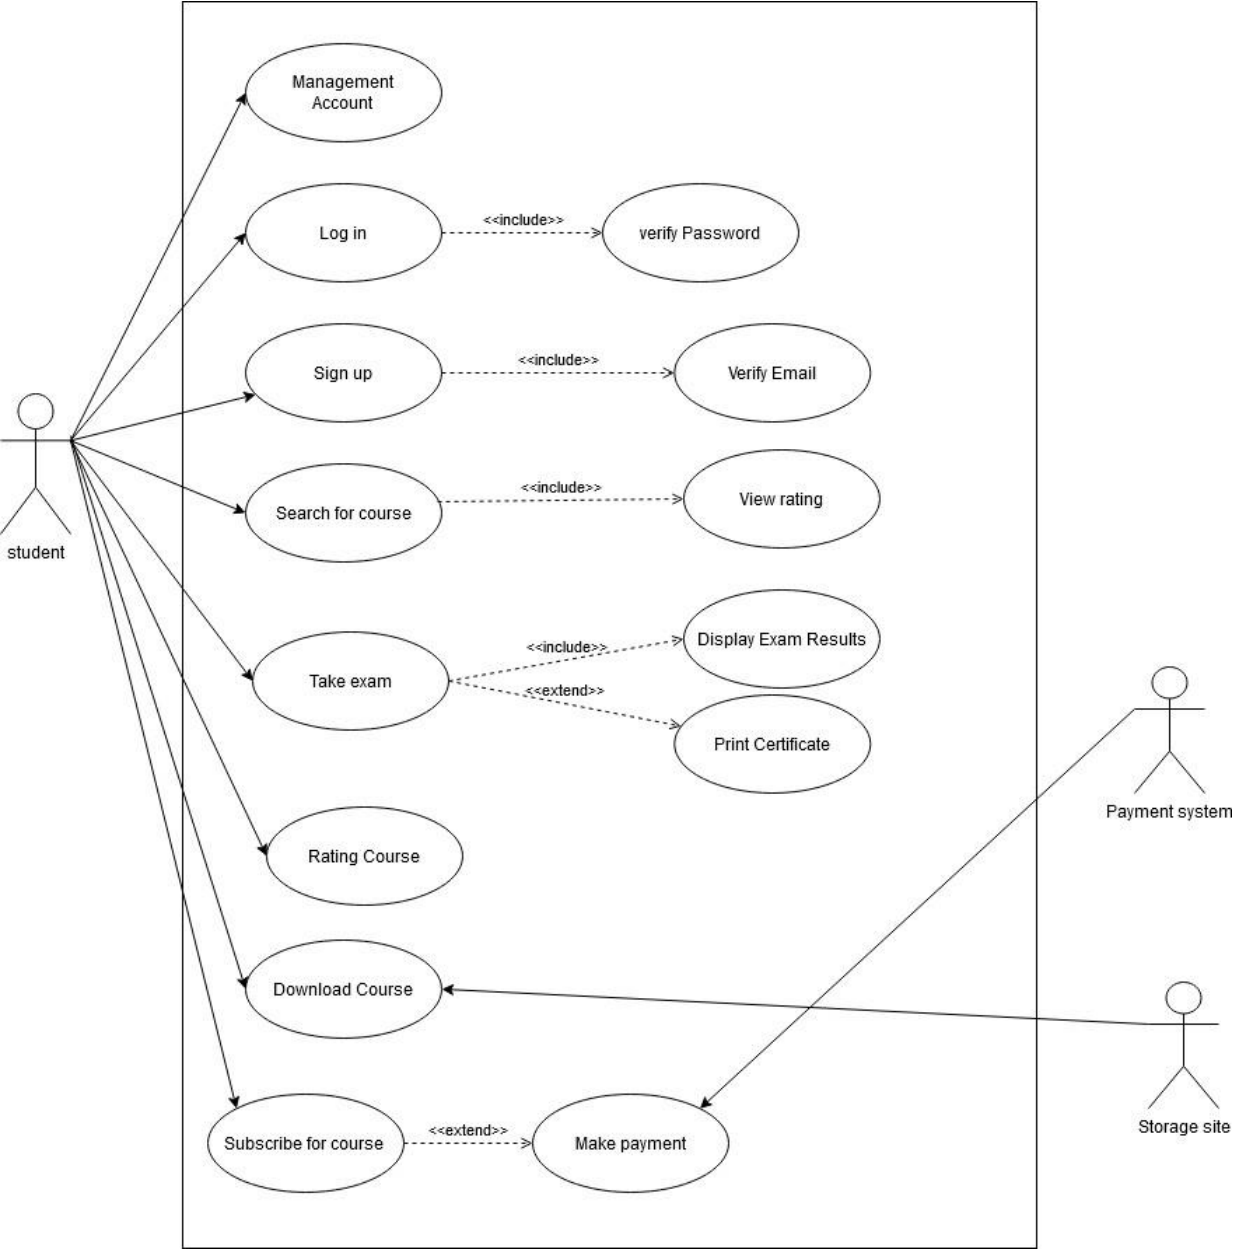 Management
Account
Log in
<<include>>
verify Password
Sign up
<<include>>
Verify Email
student
Search for course
<<include>>
View rating
Take exam
<<include>>
Display Exam Results
<<extend>>
Print Certificate
Payment system
Rating Course
Download Course
Storage site
Subscribe for course
<<extend>>
Make payment